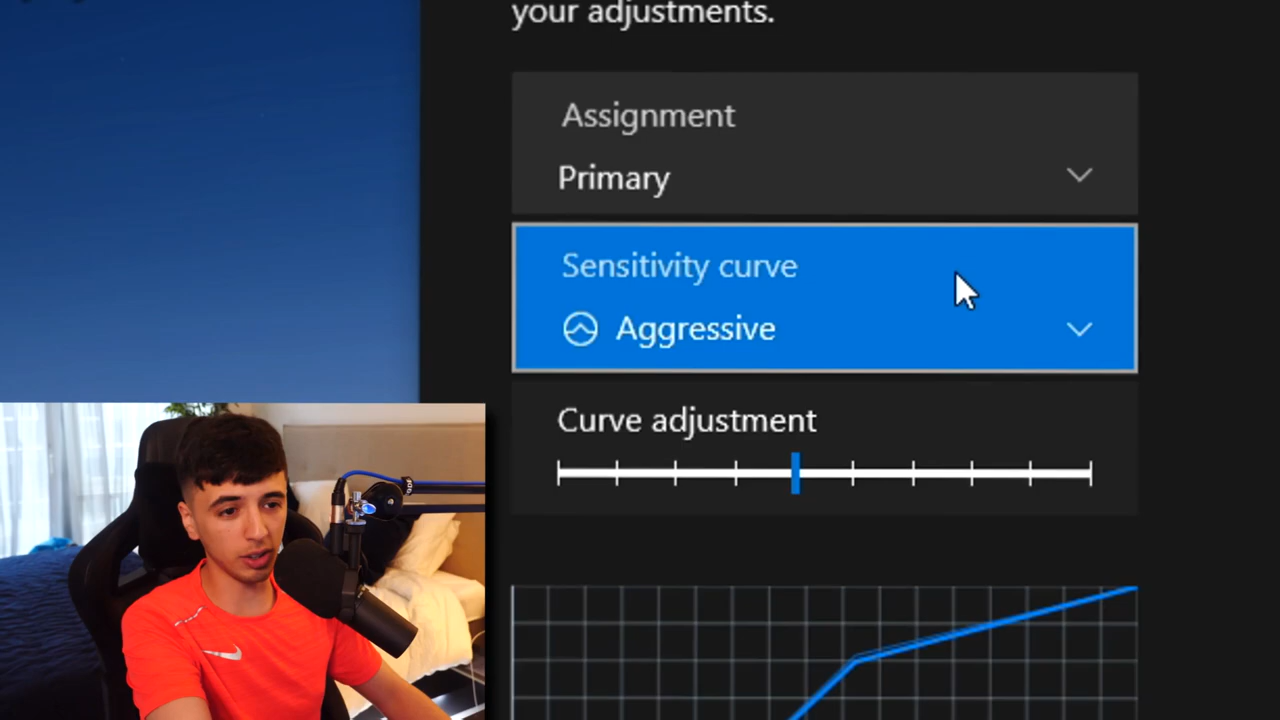 your adjustments.
Assignment
Primary
Sensitivity curve
Aggressive
Curve adjustment